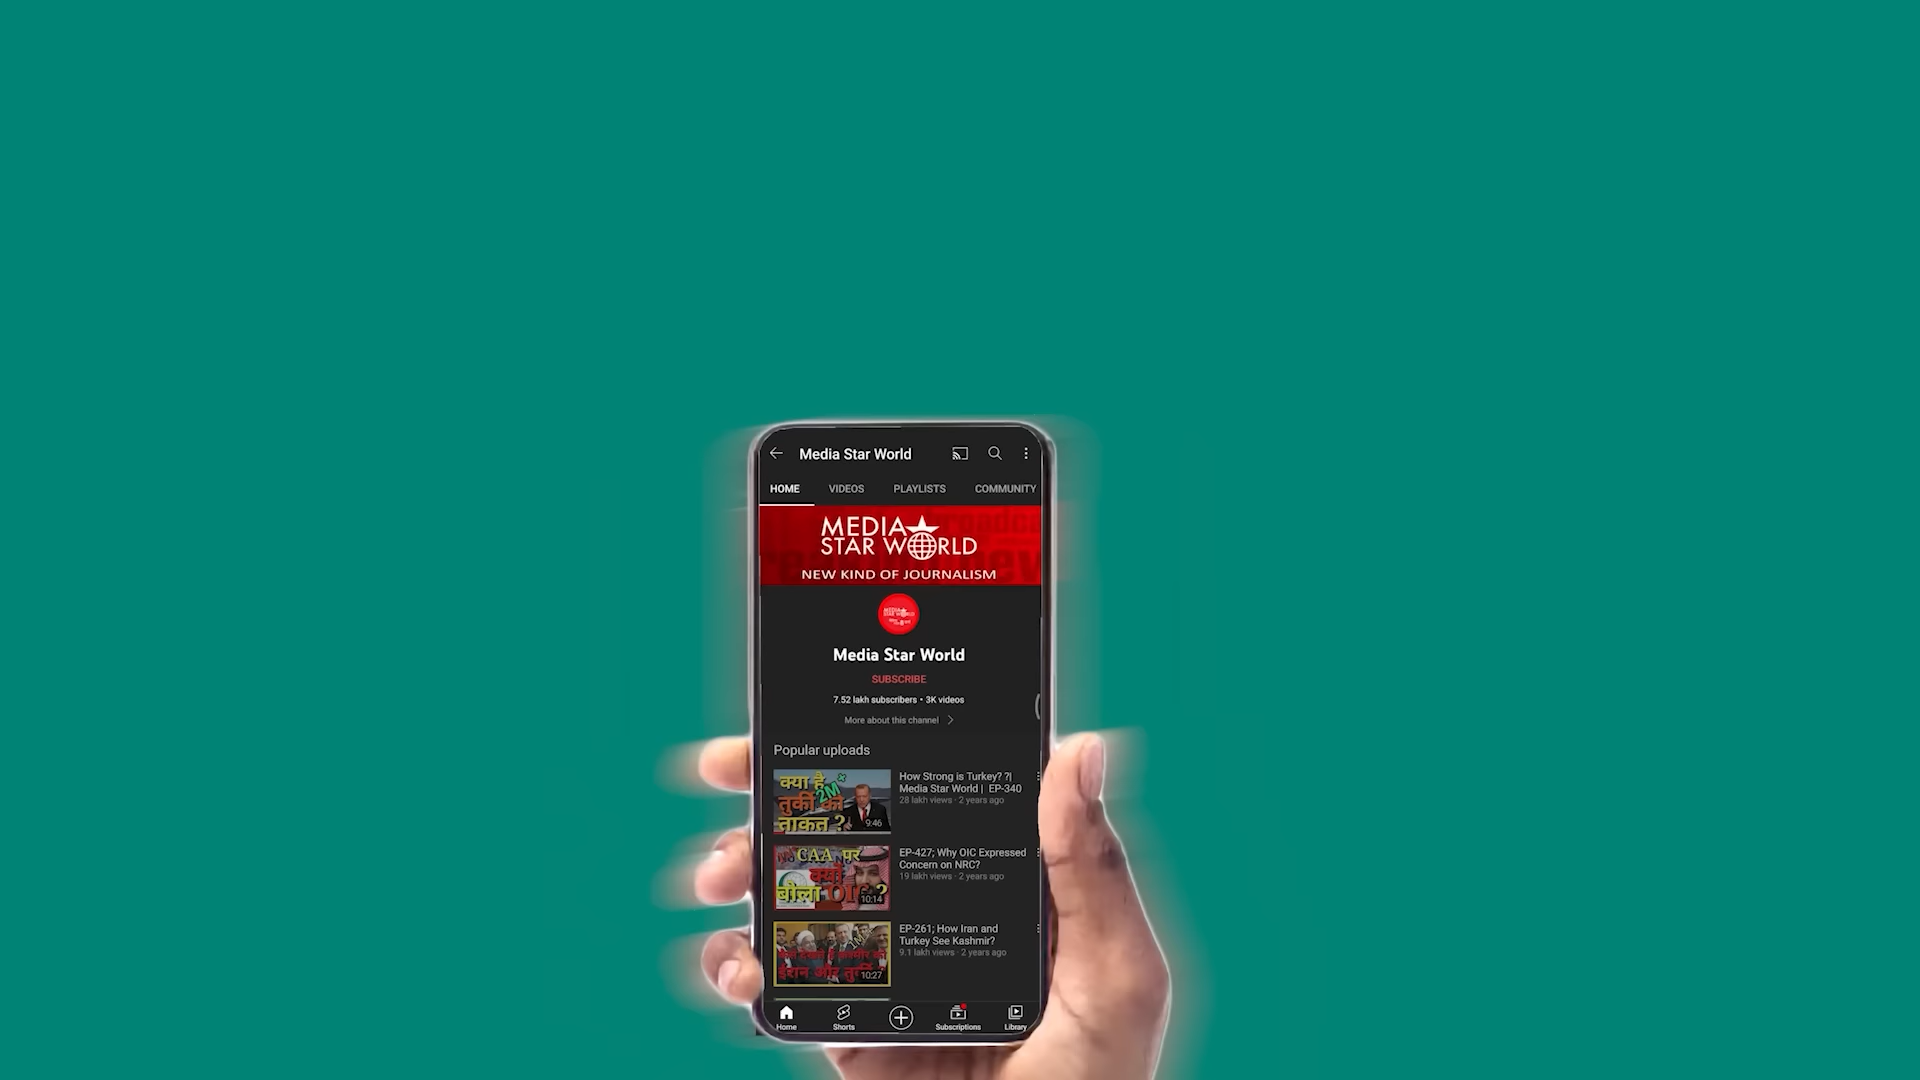 Media Star World
HOME VIDEOS PLAYLISTS COMMUNITY
MEDIA
STAR WORLD
NEW KIND OF JOURNALISM
Media Star World
SUBSCRIBE
7.52 lakh subscribers • 3K videos
More about this channel
Popular uploads
क्या है
2M+
तुर्की की
ताकत ?
9:46
How Strong is Turkey? ?|
Media Star World | EP-340
28 lakh views · 2 years ago
CAA पर
क्यों
बोला OIC ?
10:14
EP-427; Why OIC Expressed
Concern on NRC?
19 lakh views · 2 years ago
ईरान और
10:27
EP-261; How Iran and
Turkey See Kashmir?
9.1 lakh views · 2 years ago
Home Shorts Subscriptions Library